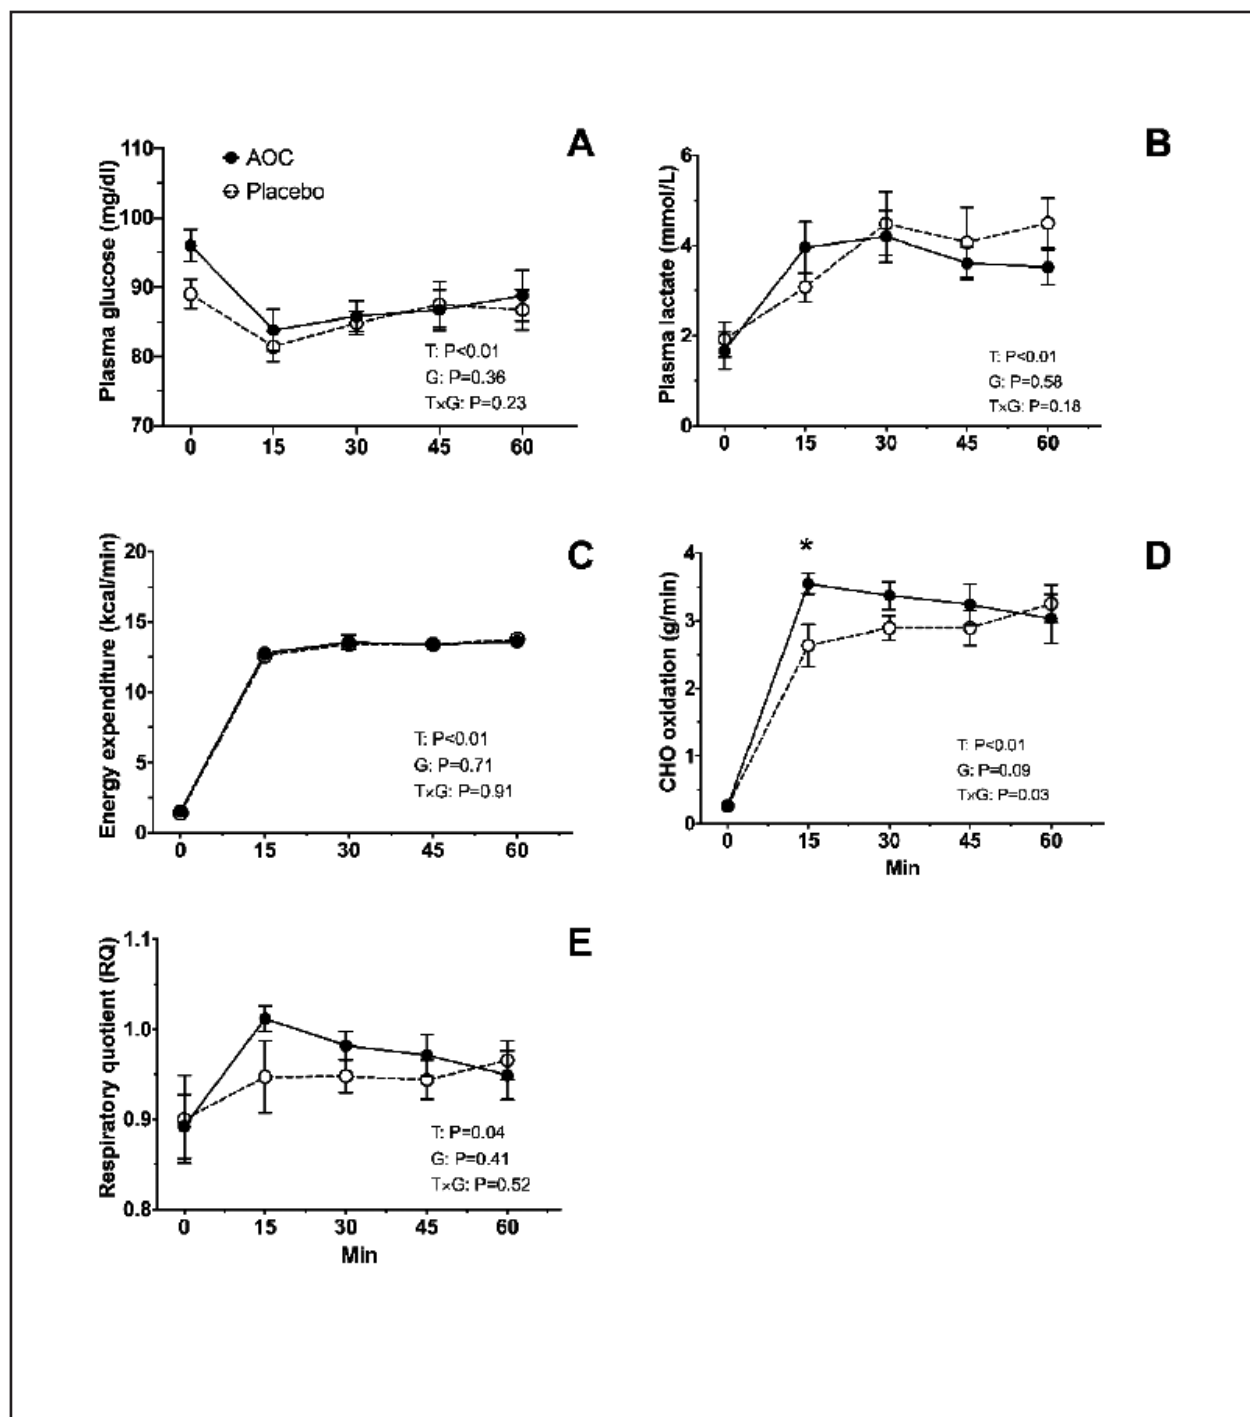 A
B
110
100
90
80
70
Plasma glucose (mg/dl)
AOC
Placebo
T: P<0.01
G: P=0.36
TxG: P=0.23
0 15 30 45 60
6
4
2
0
Plasma lactate (mmol/L)
T: P<0.01
G: P=0.58
TxG: P=0.18
0 15 30 45 60
C
D
20
15
10
5
0
Energy expenditure (kcal/min)
T: P<0.01
G: P=0.71
TxG: P=0.91
0 15 30 45 60
4
3
2
1
0
CHO oxidation (g/min)
*
T: P<0.01
G: P=0.09
TxG: P=0.03
0 15 30 45 60
Min
E
1.1
1.0
0.9
0.8
Respiratory quotient (RQ)
T: P=0.04
G: P=0.41
TxG: P=0.52
0 15 30 45 60
Min